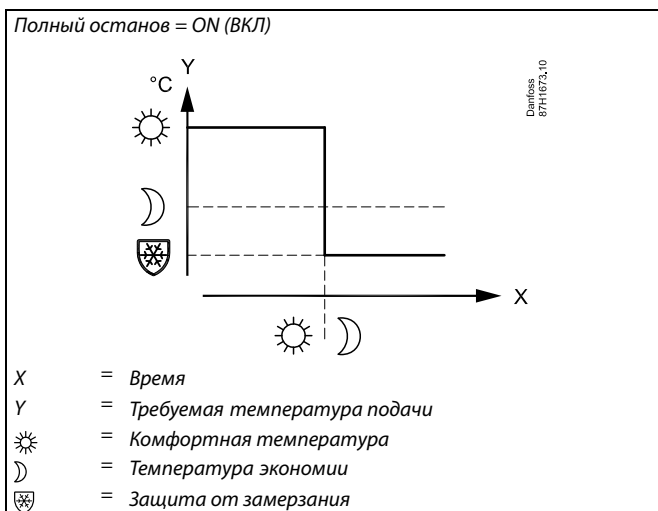 Полный останов = ON (ВКЛ)
Y
°C
Danfoss
87H1673.10
X
X = Время
Y = Требуемая температура подачи
= Комфортная температура
= Температура экономии
= Защита от замерзания